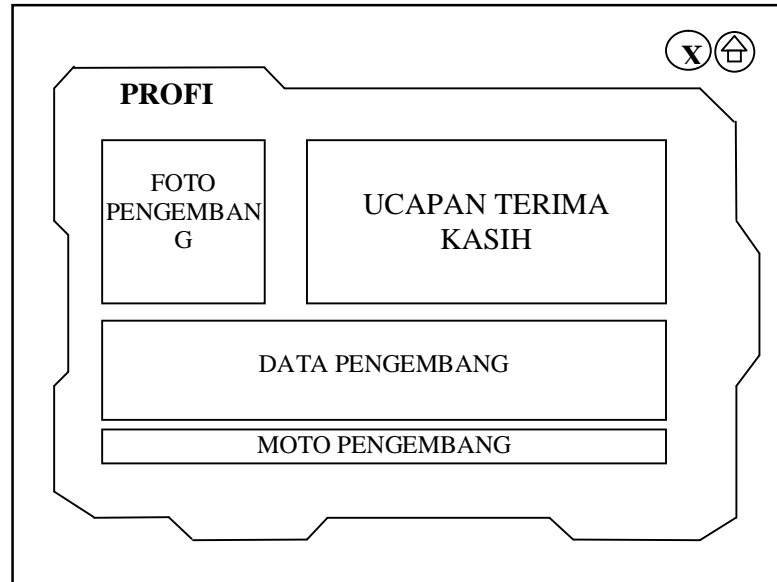 X
PROFI
FOTO
PENGEMBAN
G
UCAPAN TERIMA
KASIH
DATA PENGEMBANG
MOTO PENGEMBANG